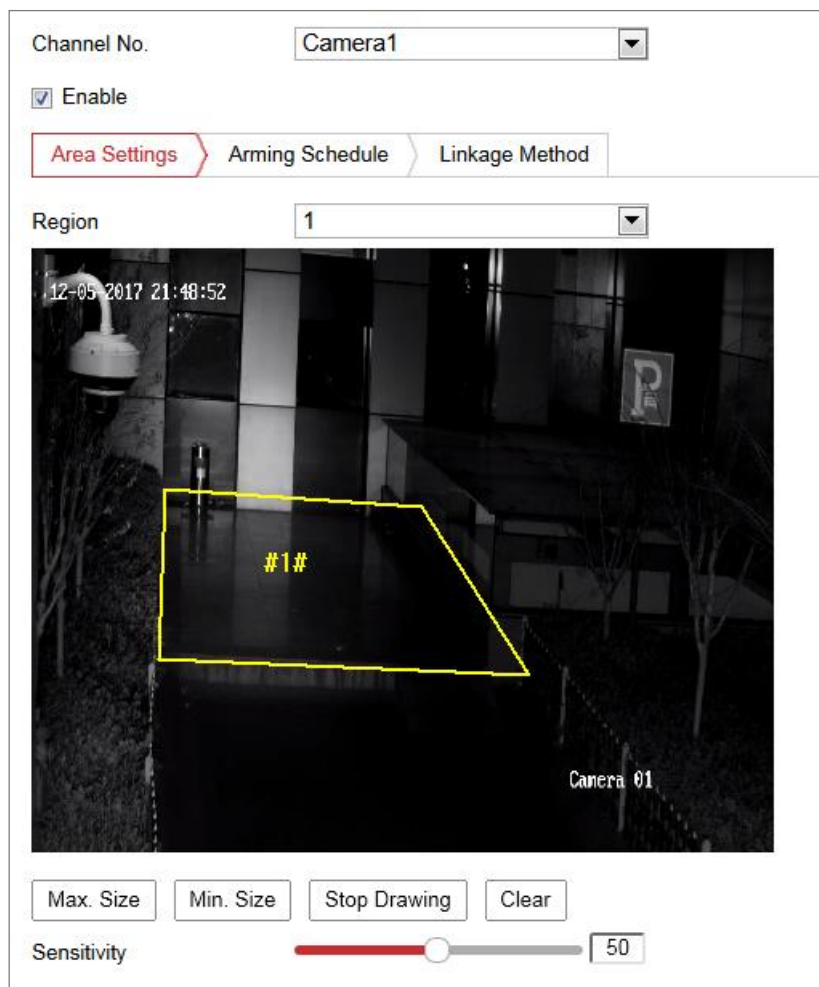 Channel No. Camera1
Enable
Area Settings Arming Schedule Linkage Method
Region 1
12-05-2017 21:48:52
P
#1#
Camera 01
Max. Size Min. Size Stop Drawing Clear
Sensitivity 50